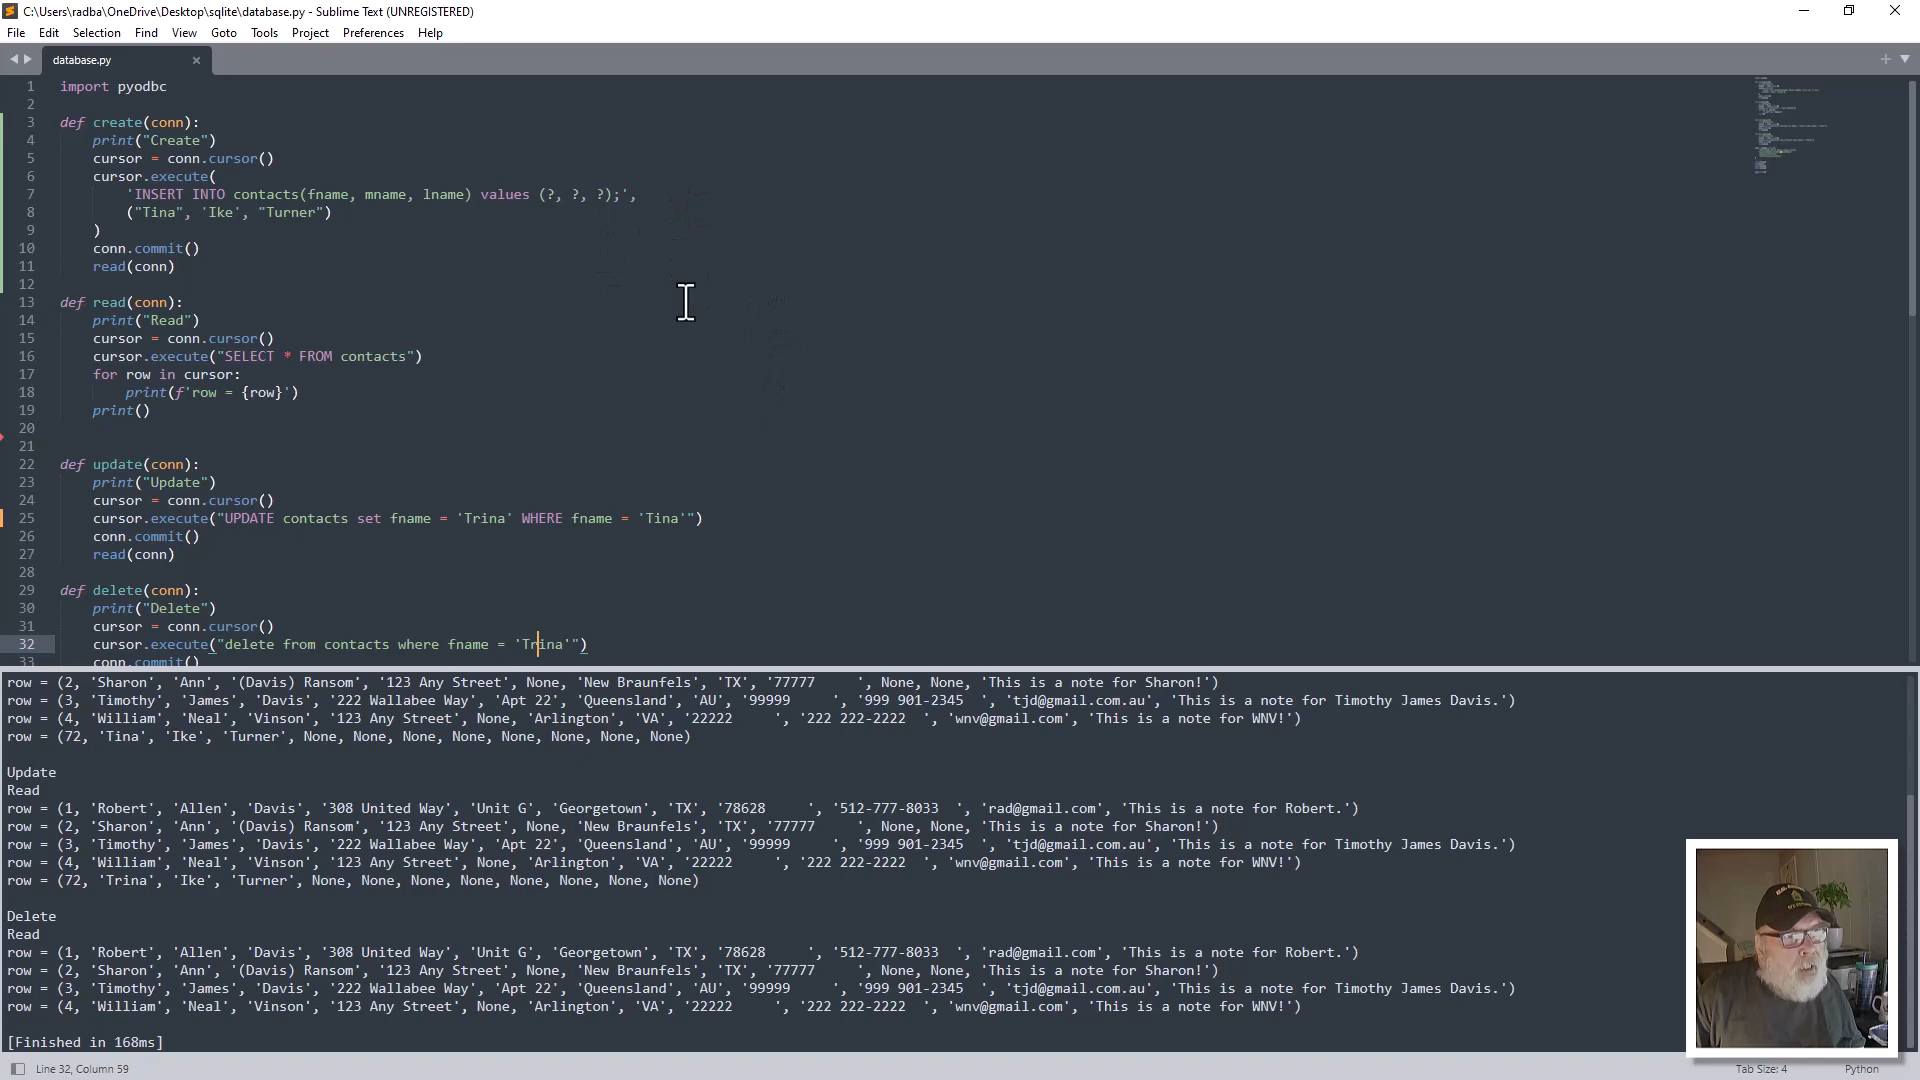 C:\Users\radba\OneDrive\Desktop\sqlite\database.py - Sublime Text (UNREGISTERED)
File Edit Selection Find View Goto Tools Project Preferences Help
database.py
1 import pyodbc
2
3 def create(conn):
4     print("Create")
5     cursor = conn.cursor()
6     cursor.execute(
7         'INSERT INTO contacts(fname, mname, lname) values (?, ?, ?);',
8         ("Tina", 'Ike', "Turner")
9     )
10     conn.commit()
11     read(conn)
12
13 def read(conn):
14     print("Read")
15     cursor = conn.cursor()
16     cursor.execute("SELECT * FROM contacts")
17     for row in cursor:
18         print(f'row = {row}')
19     print()
20
21
22 def update(conn):
23     print("Update")
24     cursor = conn.cursor()
25     cursor.execute("UPDATE contacts set fname = 'Trina' WHERE fname = 'Tina'")
26     conn.commit()
27     read(conn)
28
29 def delete(conn):
30     print("Delete")
31     cursor = conn.cursor()
32     cursor.execute("delete from contacts where fname = 'Trina'")
33     conn.commit()
row = (2, 'Sharon', 'Ann', '(Davis) Ransom', '123 Any Street', None, 'New Braunfels', 'TX', '77777     ', None, None, 'This is a note for Sharon!')
row = (3, 'Timothy', 'James', 'Davis', '222 Wallabee Way', 'Apt 22', 'Queensland', 'AU', '99999     ', '999 901-2345  ', 'tjd@gmail.com.au', 'This is a note for Timothy James Davis.')
row = (4, 'William', 'Neal', 'Vinson', '123 Any Street', None, 'Arlington', 'VA', '22222     ', '222 222-2222  ', 'wnv@gmail.com', 'This is a note for WNV!')
row = (72, 'Tina', 'Ike', 'Turner', None, None, None, None, None, None, None, None)
Update
Read
row = (1, 'Robert', 'Allen', 'Davis', '308 United Way', 'Unit G', 'Georgetown', 'TX', '78628     ', '512-777-8033  ', 'rad@gmail.com', 'This is a note for Robert.')
row = (2, 'Sharon', 'Ann', '(Davis) Ransom', '123 Any Street', None, 'New Braunfels', 'TX', '77777     ', None, None, 'This is a note for Sharon!')
row = (3, 'Timothy', 'James', 'Davis', '222 Wallabee Way', 'Apt 22', 'Queensland', 'AU', '99999     ', '999 901-2345  ', 'tjd@gmail.com.au', 'This is a note for Timothy James Davis.')
row = (4, 'William', 'Neal', 'Vinson', '123 Any Street', None, 'Arlington', 'VA', '22222     ', '222 222-2222  ', 'wnv@gmail.com', 'This is a note for WNV!')
row = (72, 'Trina', 'Ike', 'Turner', None, None, None, None, None, None, None, None)
Delete
Read
row = (1, 'Robert', 'Allen', 'Davis', '308 United Way', 'Unit G', 'Georgetown', 'TX', '78628     ', '512-777-8033  ', 'rad@gmail.com', 'This is a note for Robert.')
row = (2, 'Sharon', 'Ann', '(Davis) Ransom', '123 Any Street', None, 'New Braunfels', 'TX', '77777     ', None, None, 'This is a note for Sharon!')
row = (3, 'Timothy', 'James', 'Davis', '222 Wallabee Way', 'Apt 22', 'Queensland', 'AU', '99999     ', '999 901-2345  ', 'tjd@gmail.com.au', 'This is a note for Timothy James Davis.')
row = (4, 'William', 'Neal', 'Vinson', '123 Any Street', None, 'Arlington', 'VA', '22222     ', '222 222-2222  ', 'wnv@gmail.com', 'This is a note for WNV!')
[Finished in 168ms]
Line 32, Column 59 Tab Size: 4 Python